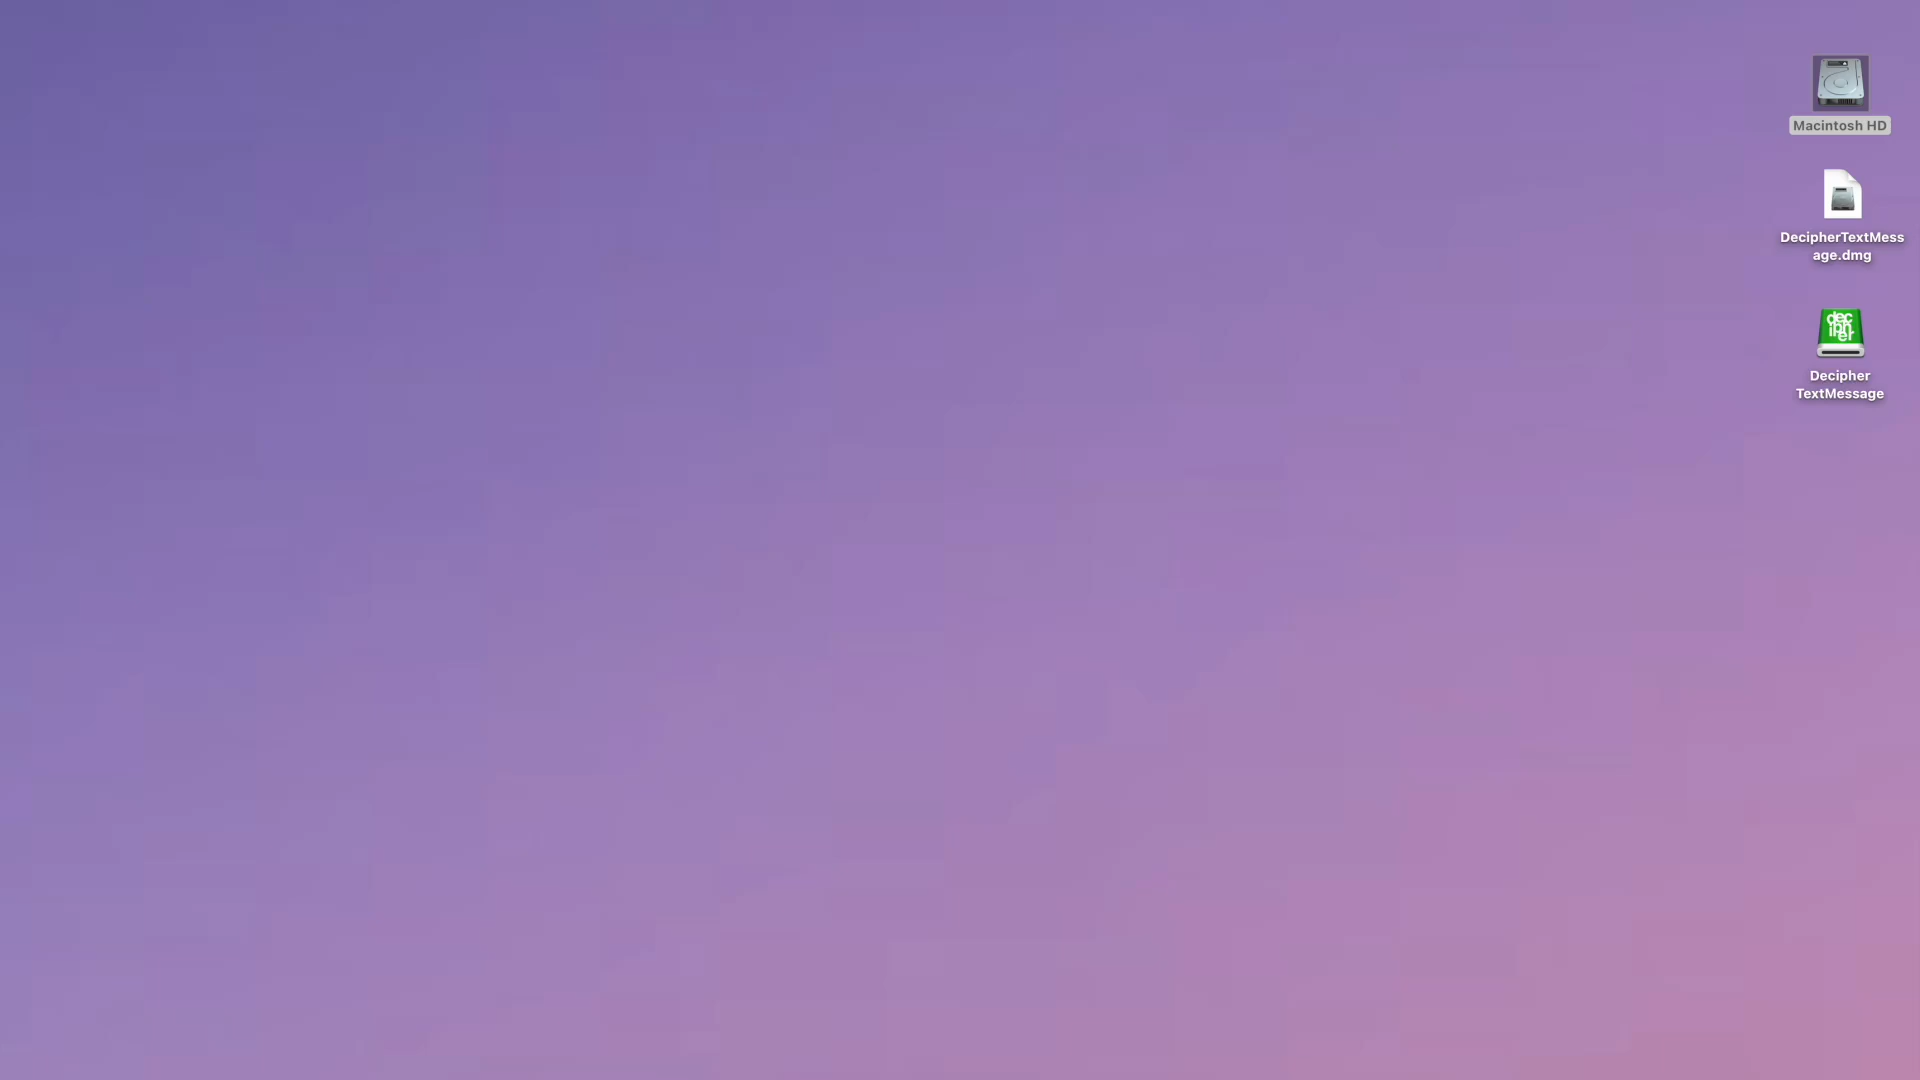 Macintosh HD
DecipherTextMess
age.dmg
dec
iph
er
Decipher
TextMessage